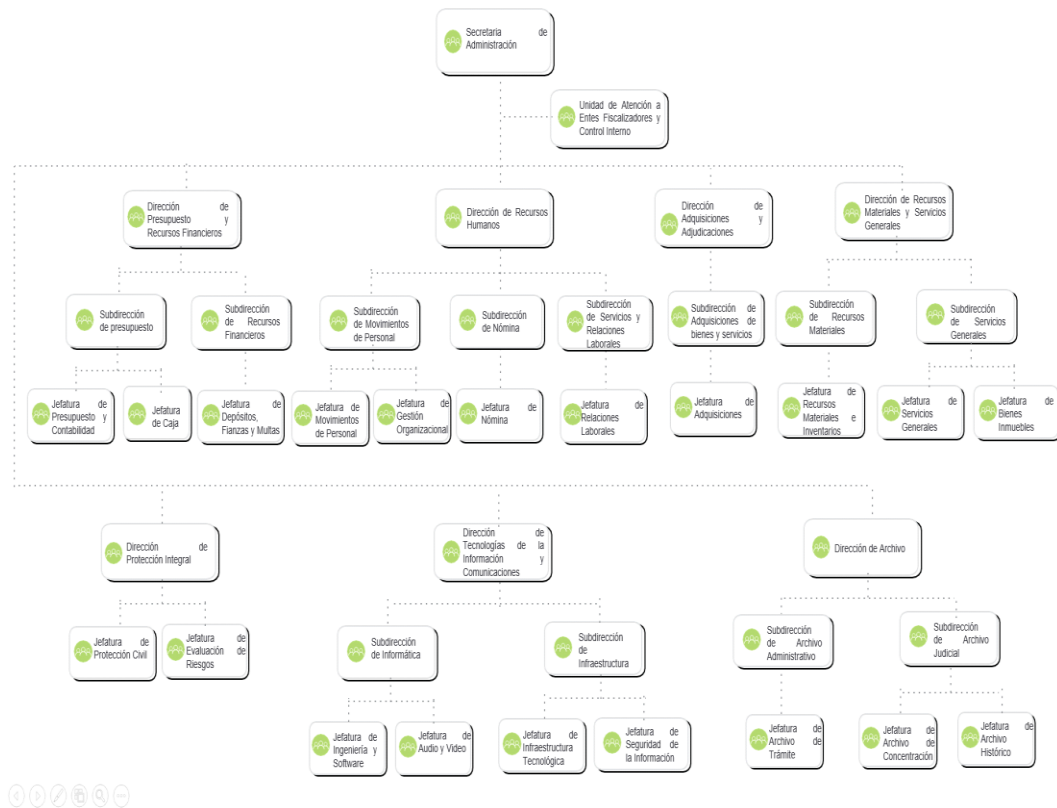 Secretaria de
Administración
Unidad de Atención a
Entes Fiscalizadores y
Control Interno
Dirección de
Presupuesto y
Recursos Financieros
Dirección de Recursos
Humanos
Dirección de
Adquisiciones y
Adjudicaciones
Dirección de Recursos
Materiales y Servicios
Generales
Subdirección
de presupuesto
Subdirección
de Recursos
Financieros
Subdirección
de Movimientos
de Personal
Subdirección
de Nómina
Subdirección
de Servicios y
Relaciones
Laborales
Subdirección de
Adquisiciones de
bienes y servicios
Subdirección
de Recursos
Materiales
Subdirección
de Servicios
Generales
Jefatura de
Presupuesto y
Contabilidad
Jefatura
de Caja
Jefatura de
Depósitos,
Fianzas y Multas
Jefatura de
Movimientos
de Personal
Jefatura de
Gestión
Organizacional
Jefatura de
Nómina
Jefatura de
Relaciones
Laborales
Jefatura de
Adquisiciones
Jefatura de
Recursos
Materiales e
Inventarios
Jefatura de
Servicios
Generales
Jefatura de
Bienes
Inmuebles
Dirección de
Protección Integral
Dirección de
Tecnologías de la
Información y
Comunicaciones
Dirección de Archivo
Jefatura de
Protección Civil
Jefatura de
Evaluación de
Riesgos
Subdirección
de Informática
Subdirección
de
Infraestructura
Subdirección
de Archivo
Administrativo
Subdirección
de Archivo
Judicial
Jefatura de
Ingeniería y
Software
Jefatura de
Audio y Video
Jefatura de
Infraestructura
Tecnológica
Jefatura de
Seguridad de
la Información
Jefatura de
Archivo de
Trámite
Jefatura de
Archivo de
Concentración
Jefatura de
Archivo
Histórico